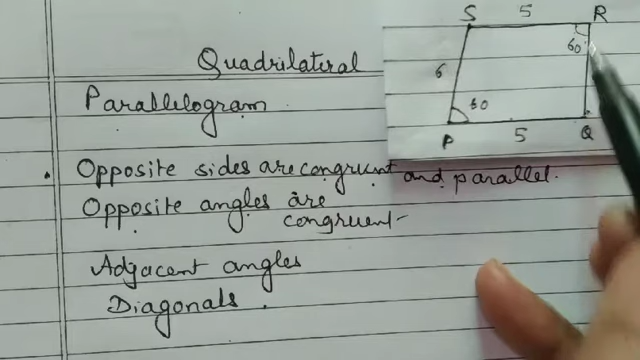 S 5 R
Quadrilateral
60
6
Parallelogram
60
P 5 Q
Opposite sides are congruent and parallel.
Opposite angles are
congruent
Adjacent angles
Diagonals.